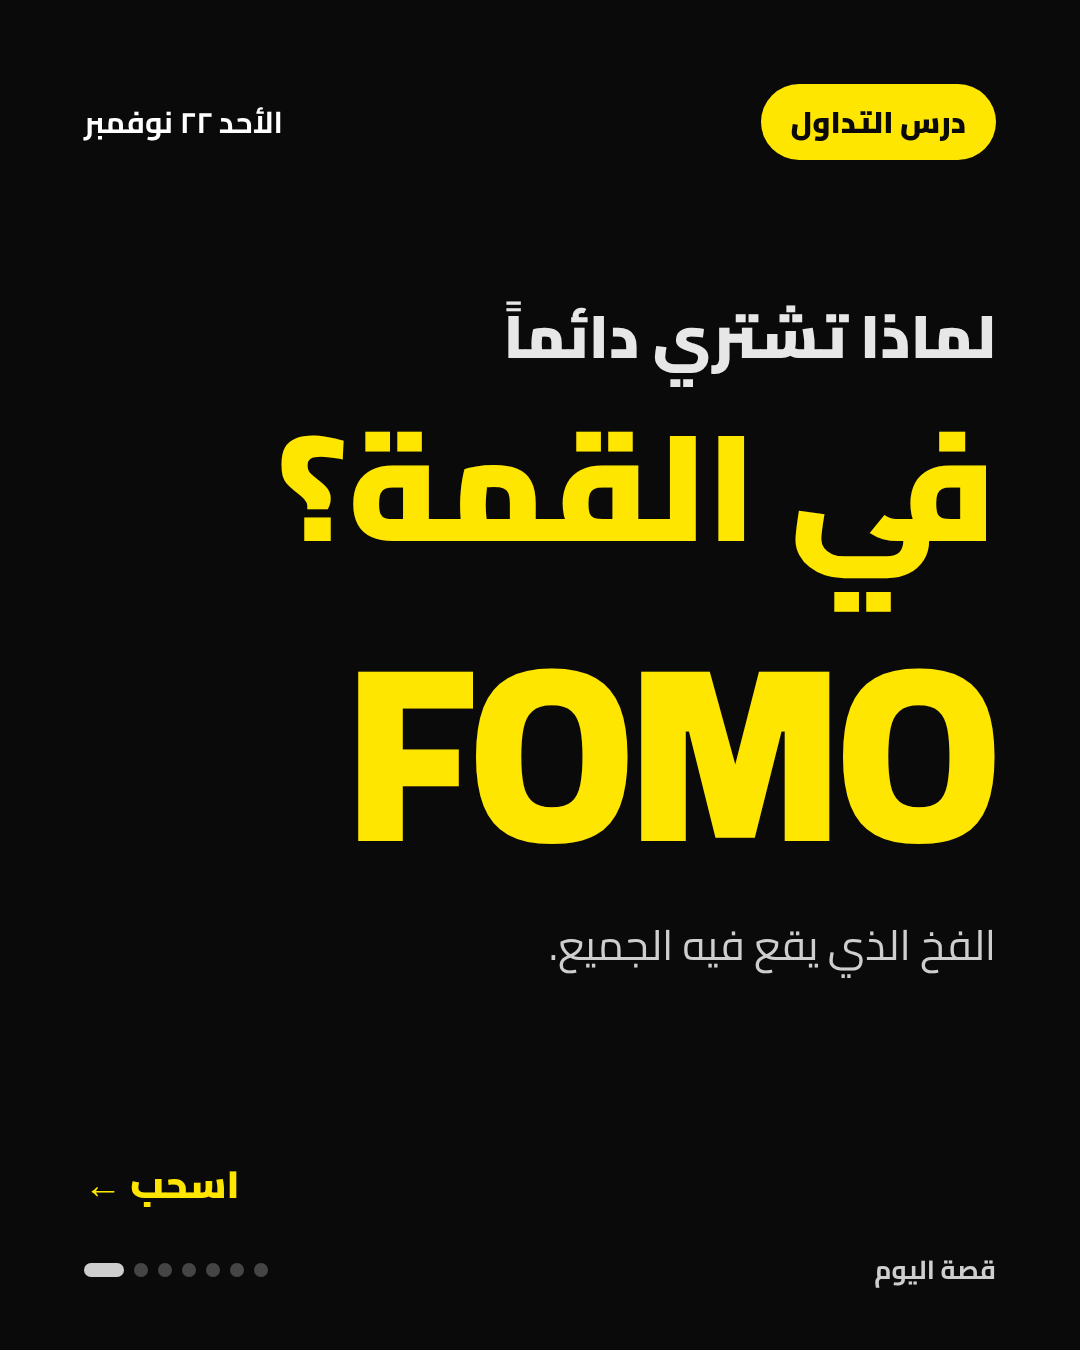 درس التداول
الأحد ٢٢ نوفمبر
لماذا تشتري دائماً
في القمة؟
FOMO
الفخ الذي يقع فيه الجميع.
اسحب ←
قصة اليوم